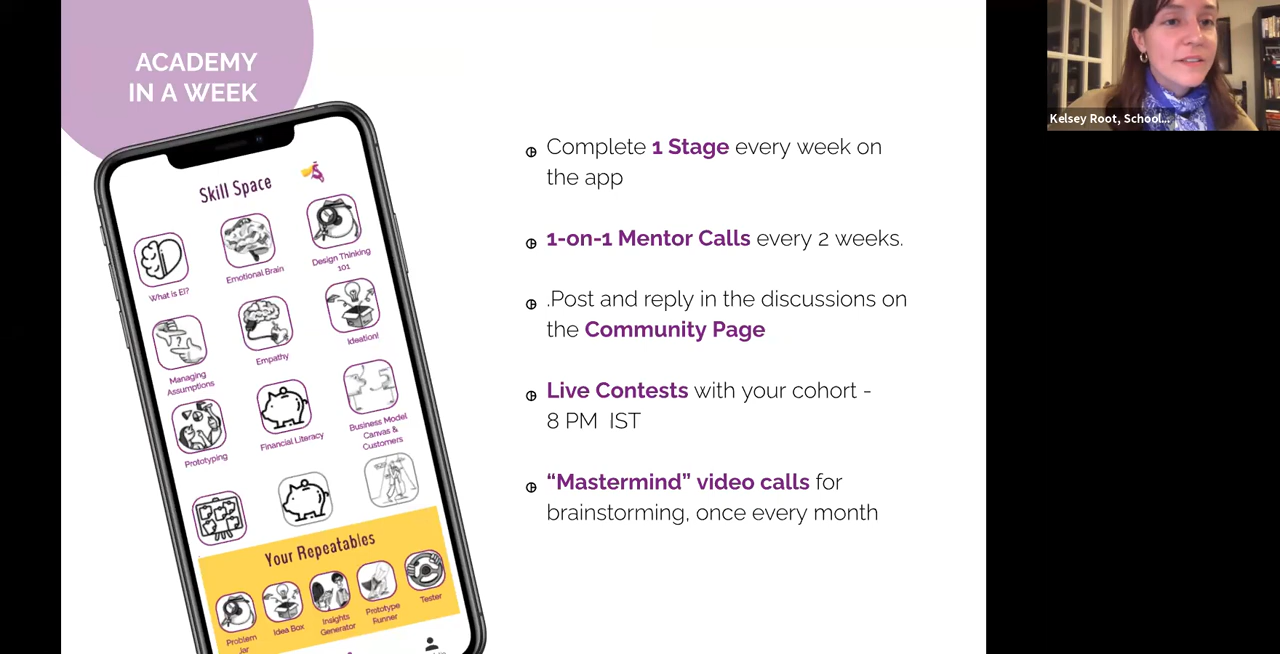 ACADEMY
IN A WEEK
Skill Space
What is EI?
Emotional Brain
Design Thinking
101
Managing
Assumptions
Empathy
Ideation!
Prototyping
Financial Literacy
Business Model
Canvas &
Customers
Your Repeatables
Problem
Jar
Idea Box
Insights
Generator
Prototype
Runner
Tester
Complete 1 Stage every week on
the app
1-on-1 Mentor Calls every 2 weeks.
.Post and reply in the discussions on
the Community Page
Live Contests with your cohort -
8 PM IST
“Mastermind” video calls for
brainstorming, once every month
Kelsey Root, School...